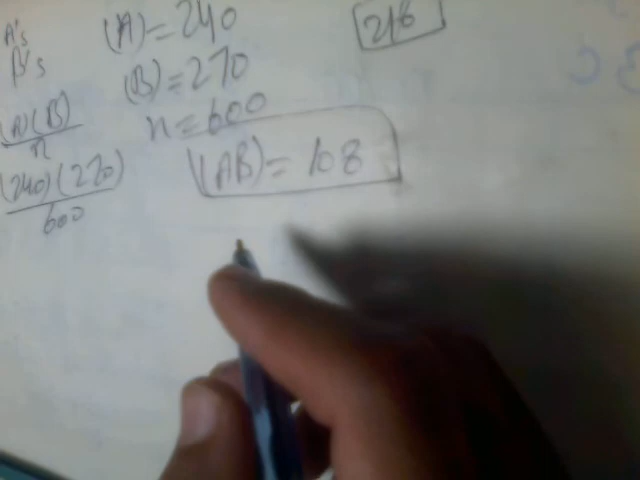 A's
B's
(A) = 240
216
(B) = 270
n = 600
(A)(B)
n
(AB) = 108
(240)(270)
600